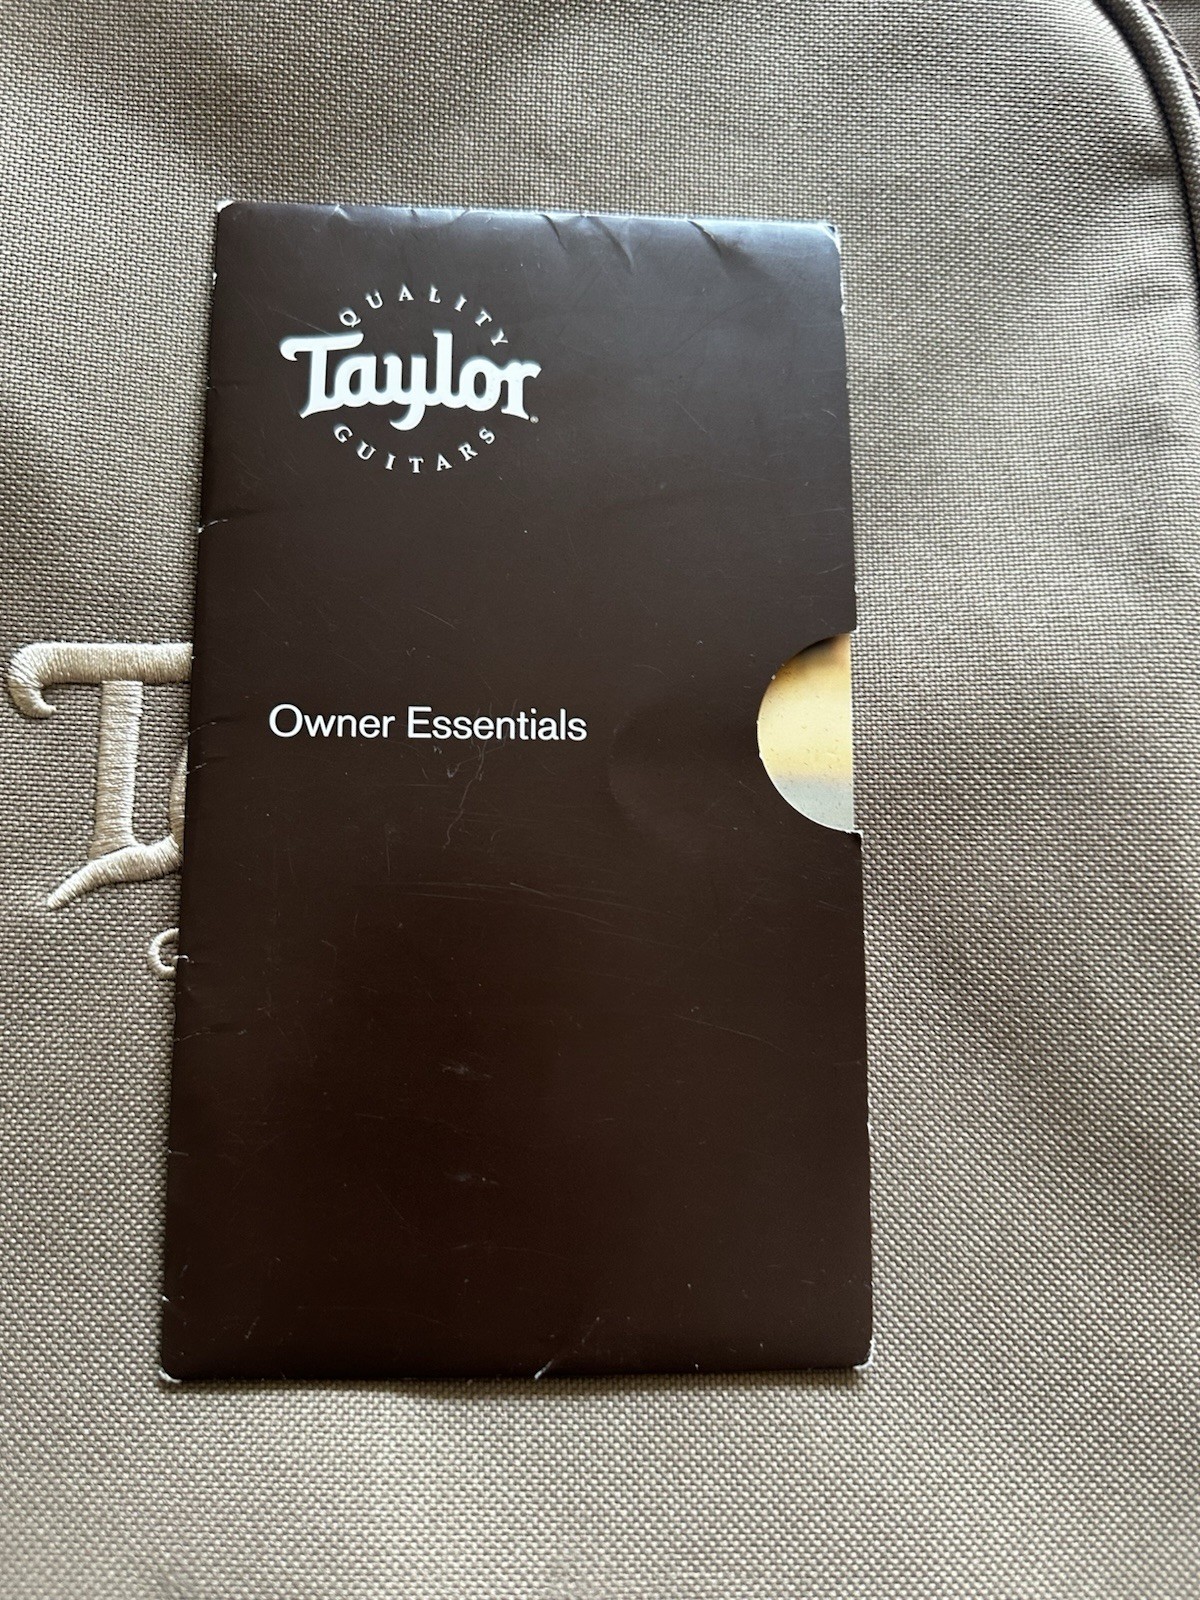 QUALITY
Taylor
GUITARS
Owner Essentials